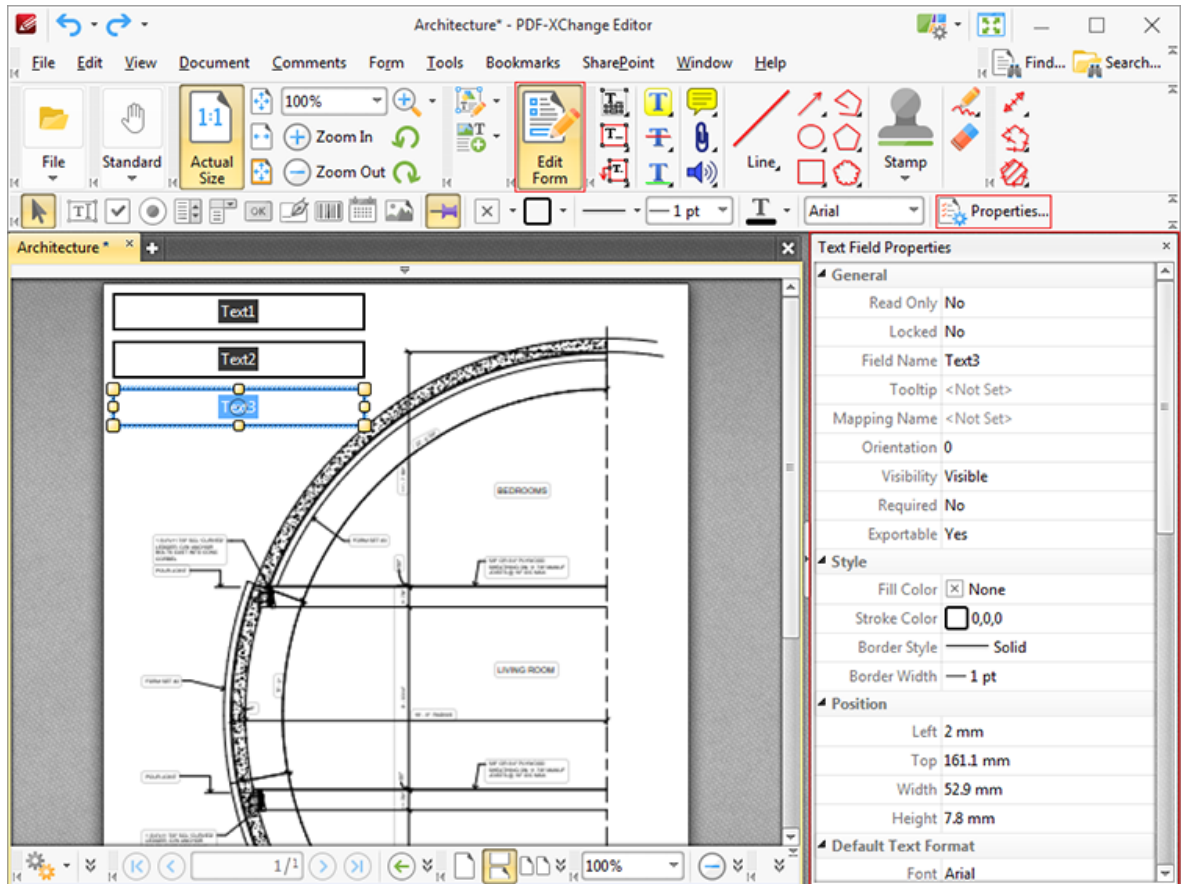 Architecture* - PDF-XChange Editor
File Edit View Document Comments Form Tools Bookmarks SharePoint Window Help Find... Search...
File
Standard
1:1
Actual Size
100%
Zoom In
Zoom Out
Edit Form
Line
Stamp
OK
1 pt
Arial
Properties...
Architecture *
Text Field Properties
General
Read Only No
Locked No
Field Name Text3
Tooltip <Not Set>
Mapping Name <Not Set>
Orientation 0
Visibility Visible
Required No
Exportable Yes
Style
Fill Color None
Stroke Color 0,0,0
Border Style Solid
Border Width 1 pt
Position
Left 2 mm
Top 161.1 mm
Width 52.9 mm
Height 7.8 mm
Default Text Format
Font Arial
Text1
Text2
Text3
BEDROOMS
LIVING ROOM
1/1
100%